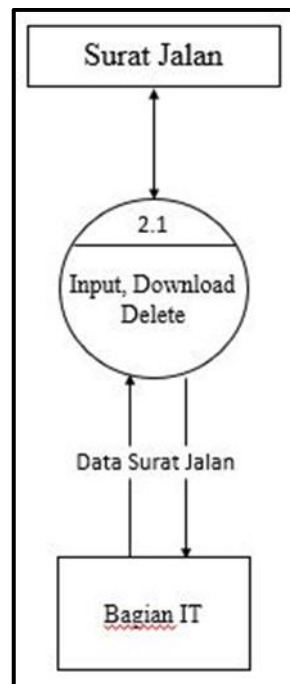 Surat Jalan
2.1
Input, Download
Delete
Data Surat Jalan
Bagian IT